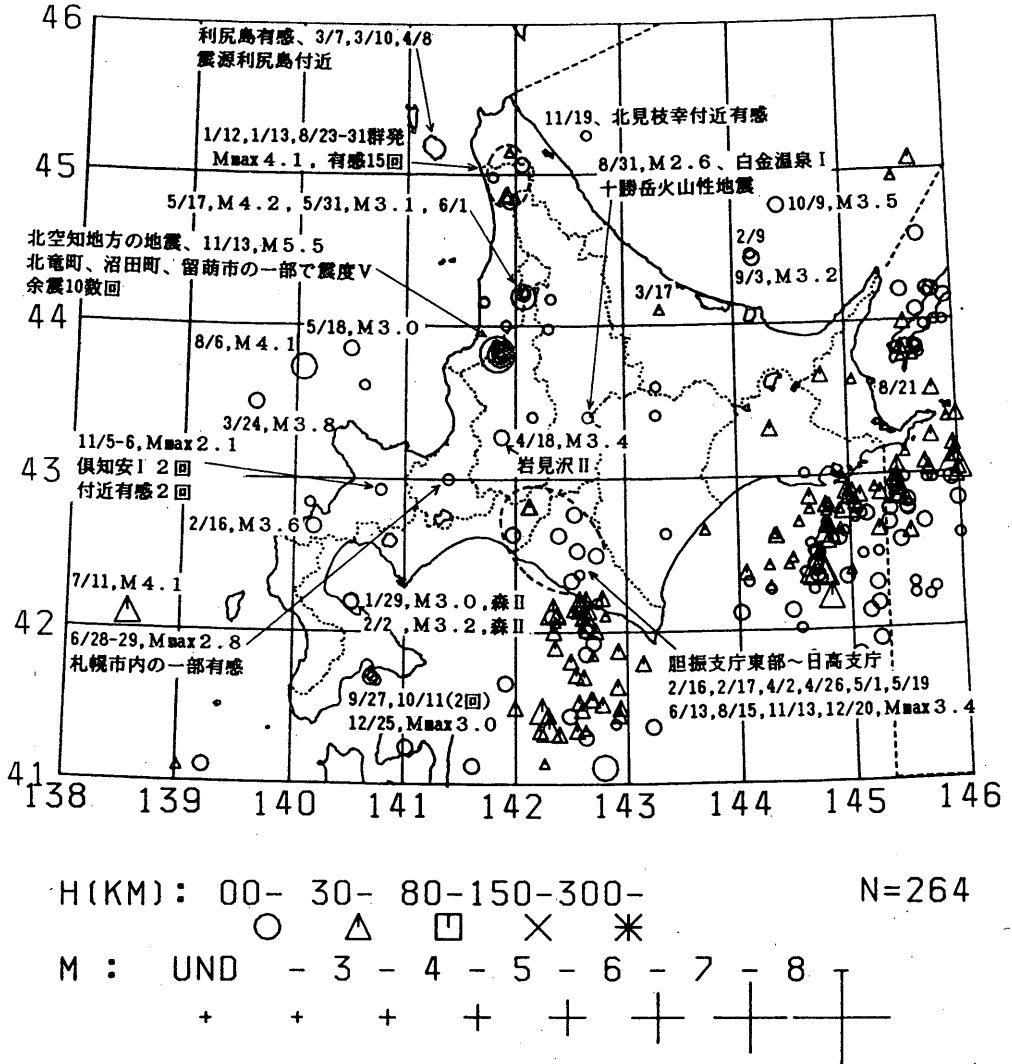 46
利尻島有感、3/7,3/10,4/8
震源利尻島付近
11/19、北見枝幸付近有感
1/12,1/13,8/23-31群発
Mmax 4.1, 有感15回
45
8/31,M2.6、白金温泉I
十勝岳火山性地震
5/17,M4.2, 5/31,M3.1, 6/1
10/9,M3.5
北空知地方の地震、11/13,M5.5
北竜町、沼田町、留萌市の一部で震度V
余震10数回
2/9
9/3,M3.2
3/17
44
5/18,M3.0
8/6,M4.1
8/21
3/24,M3.8
11/5-6,Mmax2.1
倶知安I 2回
付近有感2回
4/18,M3.4
岩見沢II
43
2/16,M3.6
7/11,M4.1
1/29,M3.0,森II
2/2 ,M3.2,森II
42
6/28-29,Mmax2.8
札幌市内の一部有感
胆振支庁東部～日高支庁
2/16,2/17,4/2,4/26,5/1,5/19
6/13,8/15,11/13,12/20,Mmax3.4
9/27,10/11(2回)
12/25,Mmax3.0
41
138 139 140 141 142 143 144 145 146
H(KM): 00- 30- 80-150-300- N=264
M : UND - 3 - 4 - 5 - 6 - 7 - 8 -